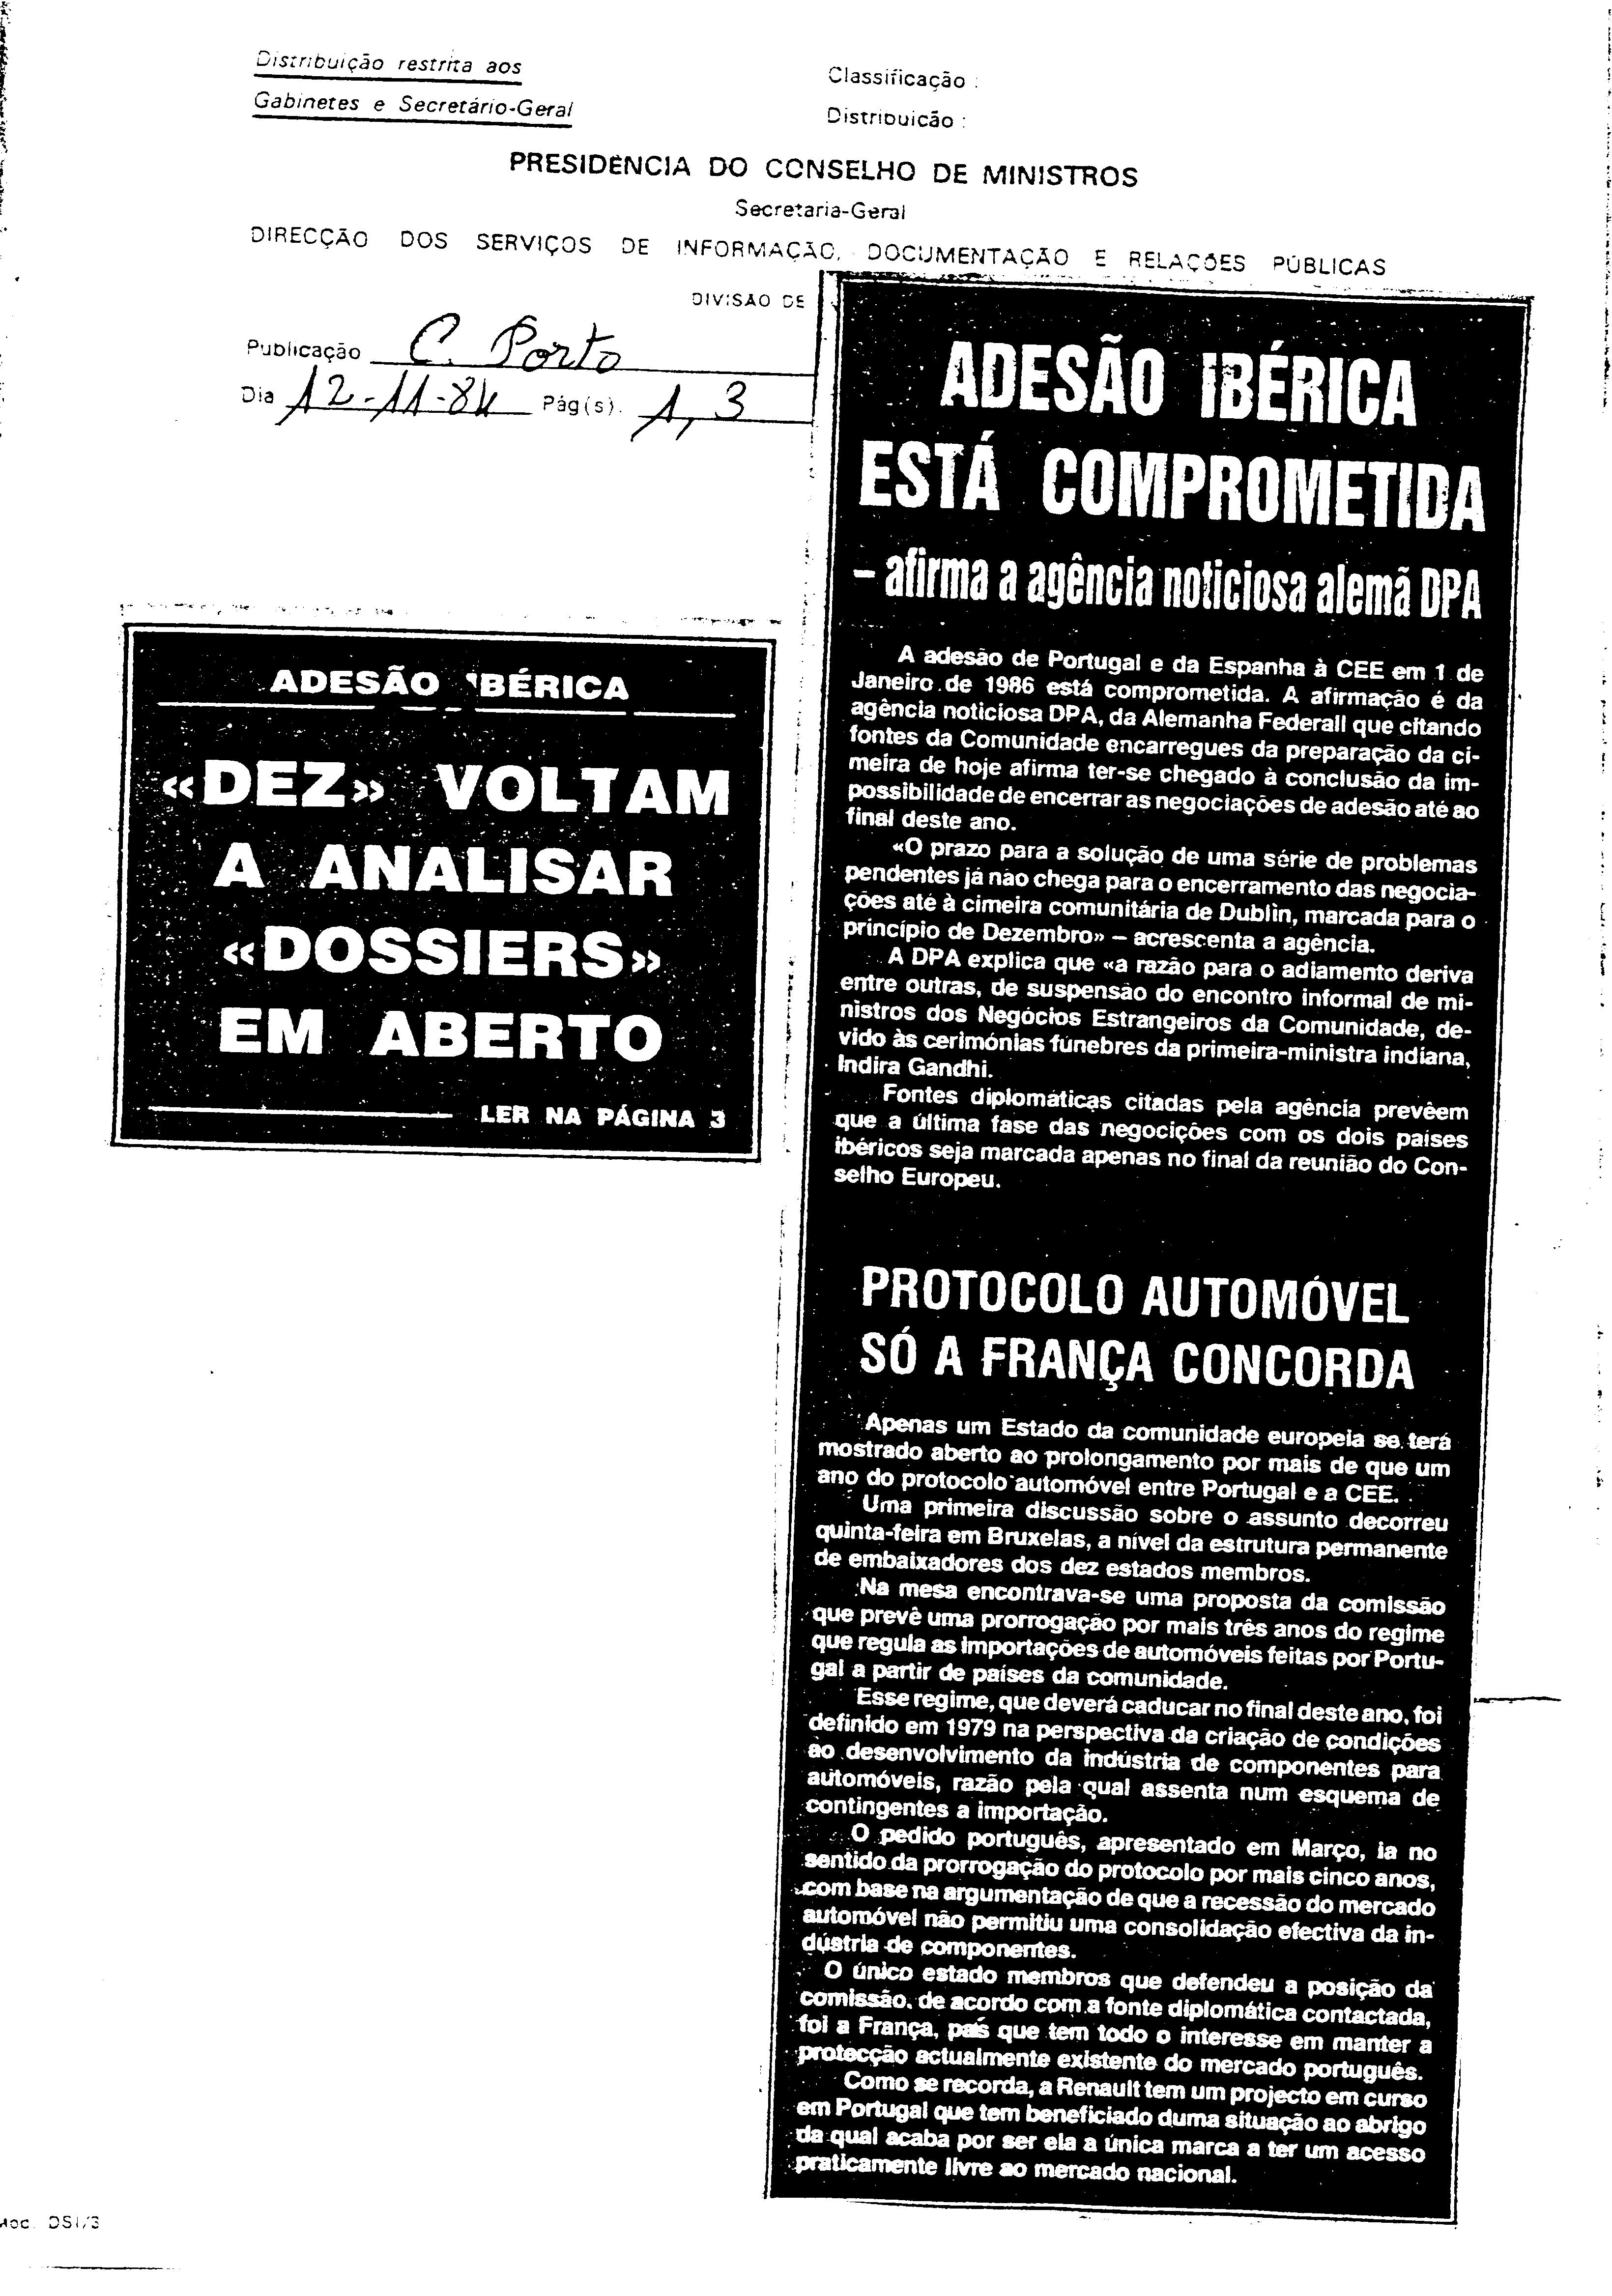 Distribuição restrita aos
Gabinetes e Secretário-Geral
Classificação :
Distribuicão :
PRESIDENCIA DO CONSELHO DE MINISTROS
Secretaria-Geral
DIRECÇÃO DOS SERVIÇOS DE INFORMAÇÃO, DOCUMENTAÇÃO E RELAÇÕES PÚBLICAS
DIVISÃO DE
Publicação C. Porto
Dia 12-11-84 Pág(s). 1, 3
ADESÃO IBÉRICA
«DEZ» VOLTAM
A ANALISAR
«DOSSIERS»
EM ABERTO
LER NA PÁGINA 3
ADESÃO IBÉRICA
ESTÁ COMPROMETIDA
– afirma a agência noticiosa alemã DPA
A adesão de Portugal e da Espanha à CEE em 1 de
Janeiro de 1986 está comprometida. A afirmação é da
agência noticiosa DPA, da Alemanha Federall que citando
fontes da Comunidade encarregues da preparação da ci-
meira de hoje afirma ter-se chegado à conclusão da im-
possibilidade de encerrar as negociações de adesão até ao
final deste ano.
«O prazo para a solução de uma série de problemas
pendentes já não chega para o encerramento das negocia-
ções até à cimeira comunitária de Dublin, marcada para o
princípio de Dezembro» – acrescenta a agência.
A DPA explica que «a razão para o adiamento deriva
entre outras, de suspensão do encontro informal de mi-
nistros dos Negócios Estrangeiros da Comunidade, de-
vido às cerimónias fúnebres da primeira-ministra indiana,
Indira Gandhi.
Fontes diplomáticas citadas pela agência prevêem
que a última fase das negocições com os dois países
ibéricos seja marcada apenas no final da reunião do Con-
selho Europeu.
PROTOCOLO AUTOMÓVEL
SÓ A FRANÇA CONCORDA
Apenas um Estado da comunidade europeia se terá
mostrado aberto ao prolongamento por mais de que um
ano do protocolo automóvel entre Portugal e a CEE.
Uma primeira discussão sobre o assunto decorreu
quinta-feira em Bruxelas, a nível da estrutura permanente
de embaixadores dos dez estados membros.
Na mesa encontrava-se uma proposta da comissão
que prevê uma prorrogação por mais três anos do regime
que regula as importações de automóveis feitas por Portu-
gal a partir de países da comunidade.
Esse regime, que deverá caducar no final deste ano, foi
definido em 1979 na perspectiva da criação de condições
ao desenvolvimento da indústria de componentes para
automóveis, razão pela qual assenta num esquema de
contingentes a importação.
O pedido português, apresentado em Março, ia no
sentido da prorrogação do protocolo por mais cinco anos,
com base na argumentação de que a recessão do mercado
automóvel não permitiu uma consolidação efectiva da in-
dústria de componentes.
O único estado membros que defendeu a posição da
comissão, de acordo com a fonte diplomática contactada,
foi a França, país que tem todo o interesse em manter a
protecção actualmente existente do mercado português.
Como se recorda, a Renault tem um projecto em curso
em Portugal que tem beneficiado duma situação ao abrigo
da qual acaba por ser ela a única marca a ter um acesso
praticamente livre ao mercado nacional.
DSI/3